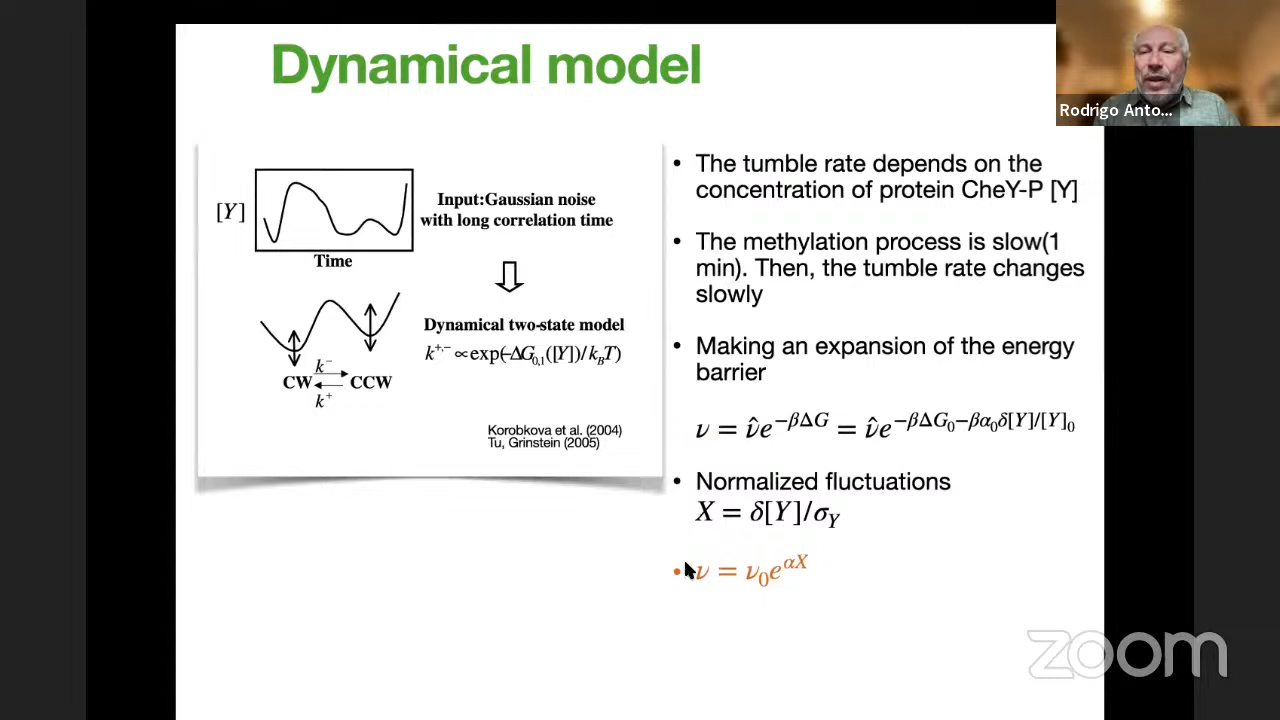 Dynamical model
Rodrigo Anto...
[Y]
Time
Input:Gaussian noise
with long correlation time
Dynamical two-state model
k⁺,⁻ ∝exp(−ΔG₀,₁([Y])/k_BT)
CW
k⁻
k⁺
CCW
Korobkova et al. (2004)
Tu, Grinstein (2005)
• The tumble rate depends on the
concentration of protein CheY-P [Y]
• The methylation process is slow(1
min). Then, the tumble rate changes
slowly
• Making an expansion of the energy
barrier
ν = ν̂e^{−βΔG} = ν̂e^{−βΔG₀−βα₀δ[Y]/[Y]₀}
• Normalized fluctuations
X = δ[Y]/σ_Y
• ν = ν₀e^{αX}
zoom